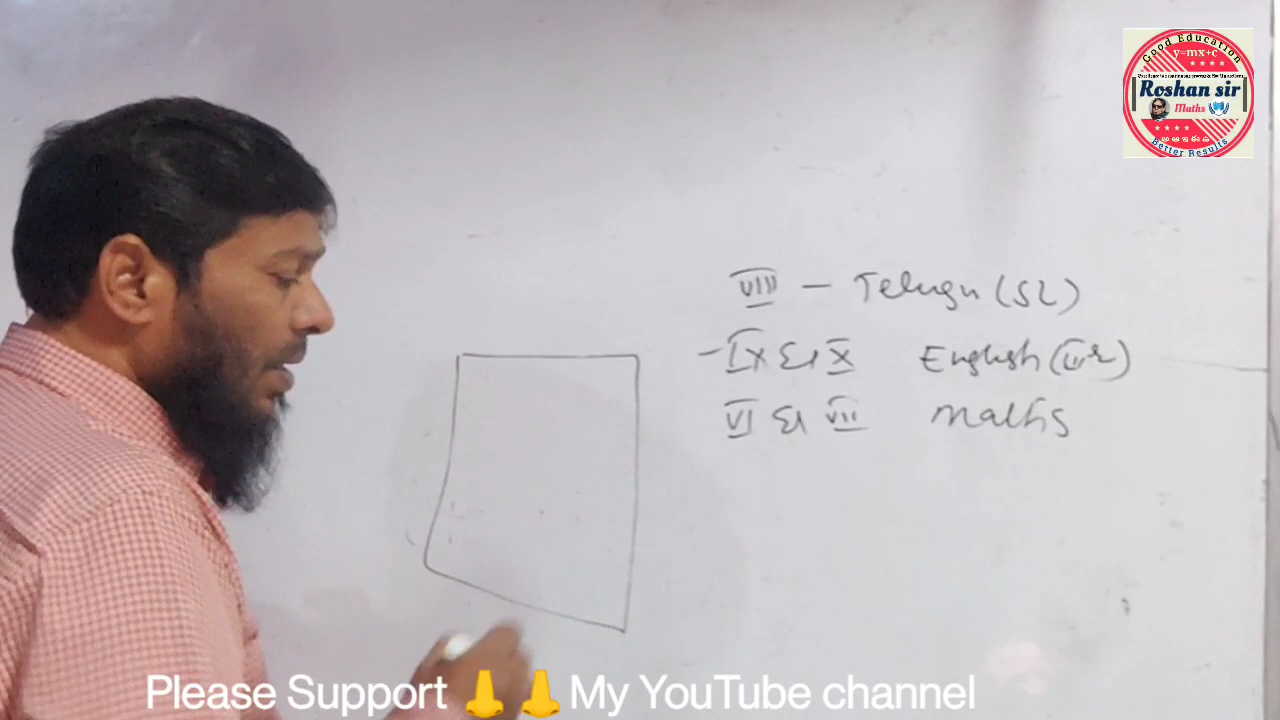 Good Education
y=mx+c
Roshan sir
Maths
Better Results
VIII – Telugu (SL)
– IX & X English (
VI & VII Maths
Please Support 👇👇 My YouTube channel